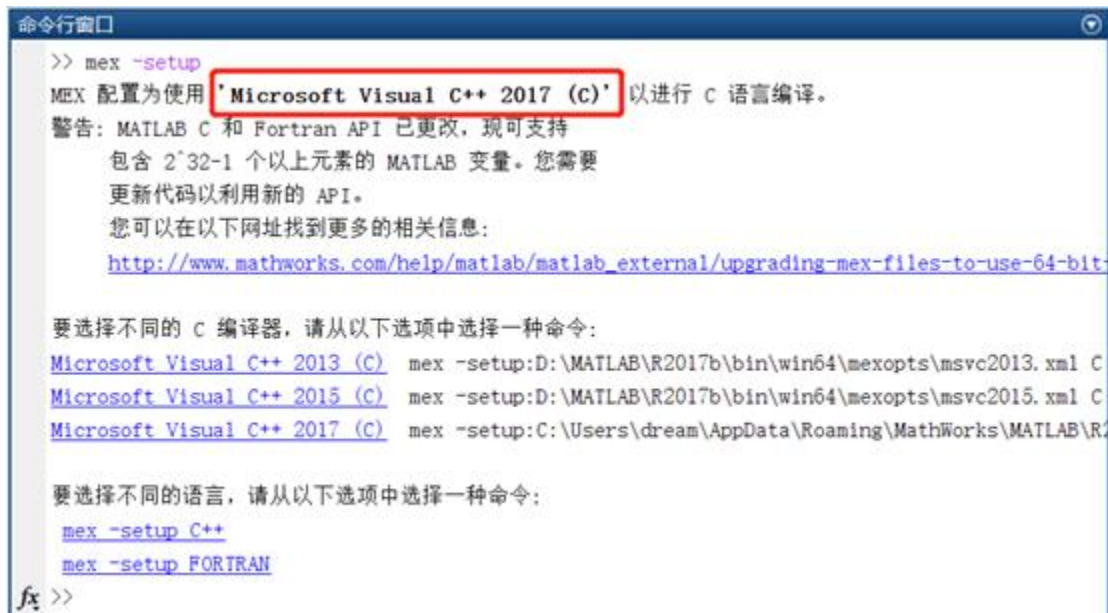 命令行窗口
>> mex -setup
MEX 配置为使用 'Microsoft Visual C++ 2017 (C)' 以进行 C 语言编译。
警告: MATLAB C 和 Fortran API 已更改，现可支持
包含 2^32-1 个以上元素的 MATLAB 变量。您需要
更新代码以利用新的 API。
您可以在以下网址找到更多的相关信息:
http://www.mathworks.com/help/matlab/matlab_external/upgrading-mex-files-to-use-64-bit-
要选择不同的 C 编译器，请从以下选项中选择一种命令:
Microsoft Visual C++ 2013 (C) mex -setup:D:\MATLAB\R2017b\bin\win64\mexopts\msvc2013.xml C
Microsoft Visual C++ 2015 (C) mex -setup:D:\MATLAB\R2017b\bin\win64\mexopts\msvc2015.xml C
Microsoft Visual C++ 2017 (C) mex -setup:C:\Users\dream\AppData\Roaming\MathWorks\MATLAB\R2
要选择不同的语言，请从以下选项中选择一种命令:
mex -setup C++
mex -setup FORTRAN
fx >>